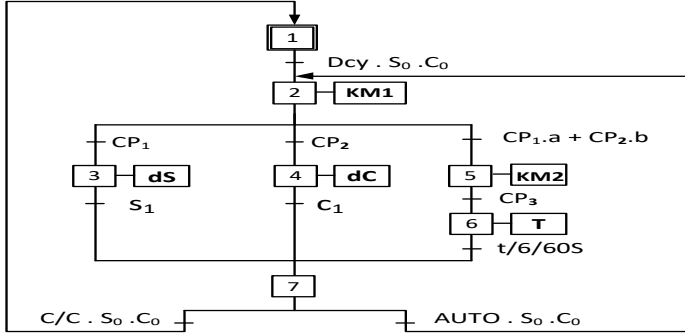 1
Dcy . S₀ .C₀
2 KM1
CP₁ CP₂ CP₁.a + CP₂.b
3 dS 4 dC 5 KM2
S₁ C₁ CP₃
6 T
t/6/60S
7
C/C . S₀ .C₀ AUTO . S₀ .C₀